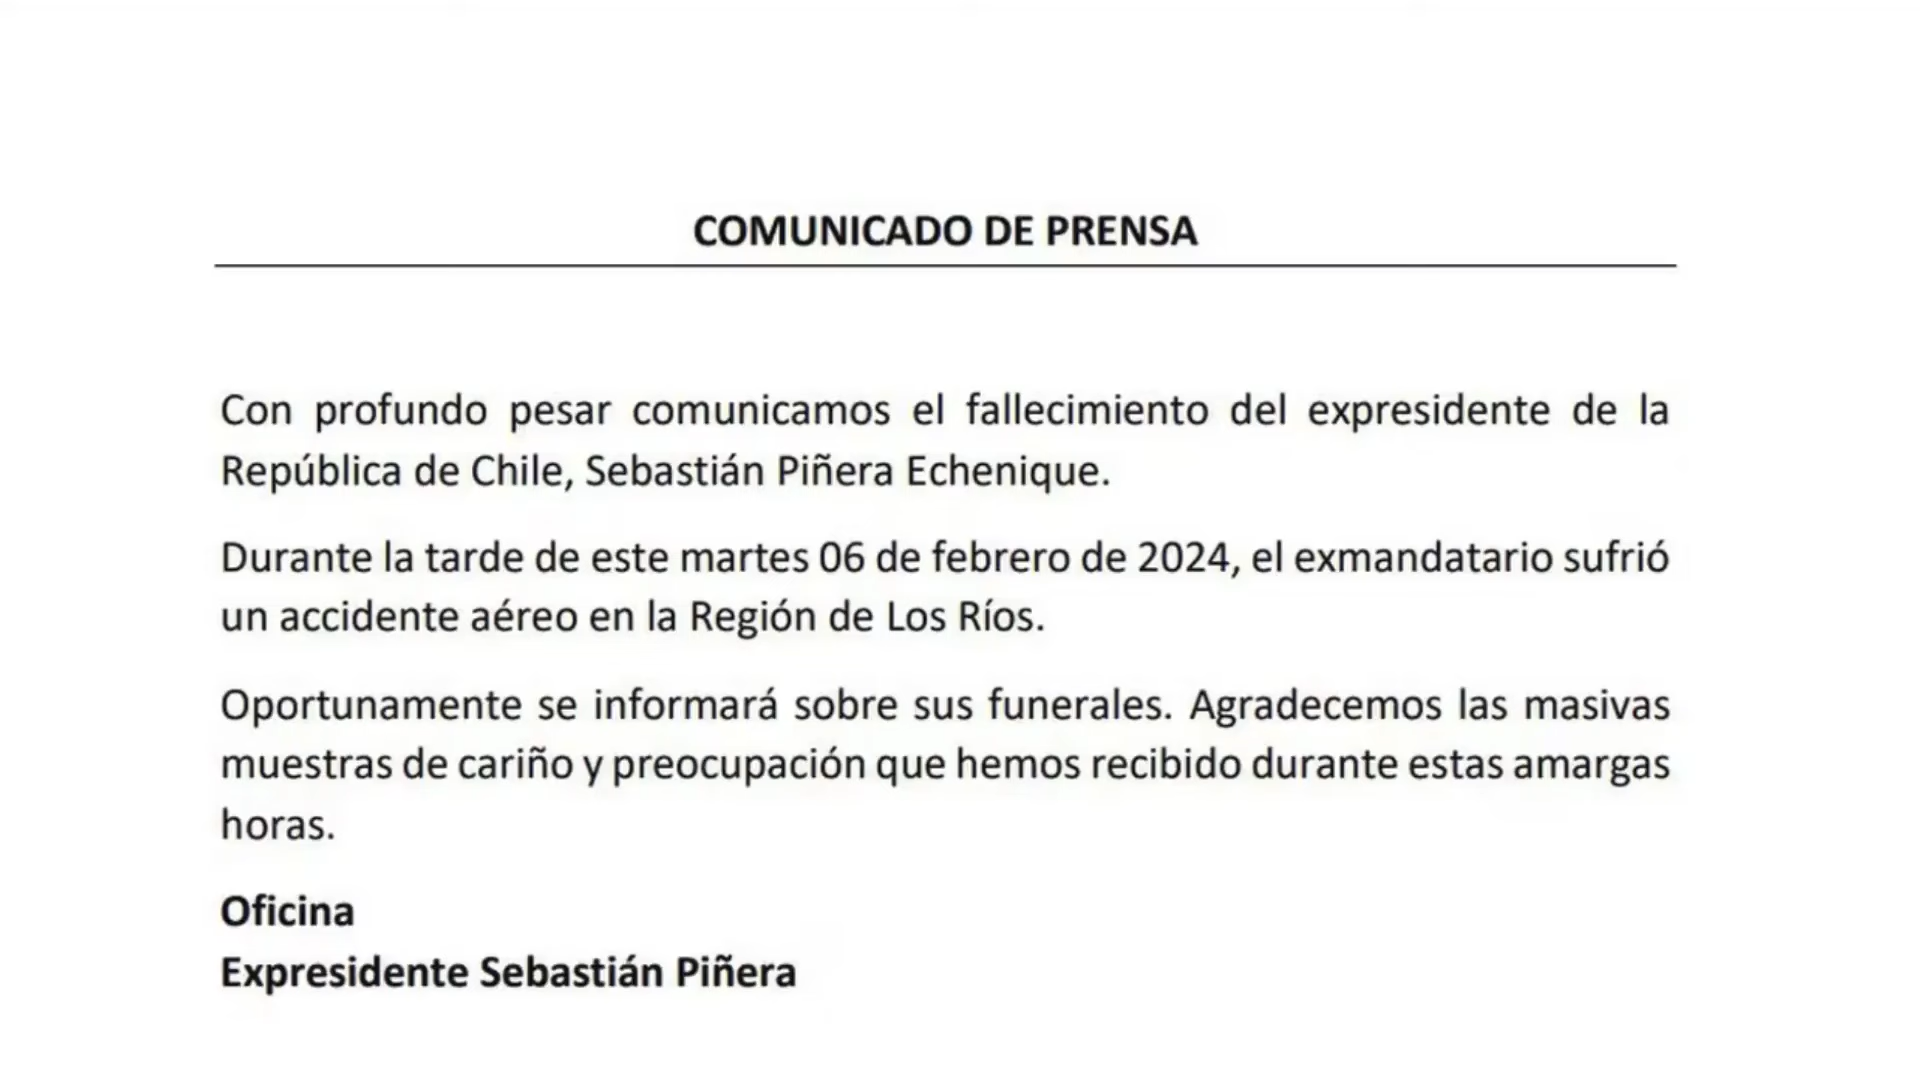 COMUNICADO DE PRENSA
Con profundo pesar comunicamos el fallecimiento del expresidente de la
República de Chile, Sebastián Piñera Echenique.
Durante la tarde de este martes 06 de febrero de 2024, el exmandatario sufrió
un accidente aéreo en la Región de Los Ríos.
Oportunamente se informará sobre sus funerales. Agradecemos las masivas
muestras de cariño y preocupación que hemos recibido durante estas amargas
horas.
Oficina
Expresidente Sebastián Piñera